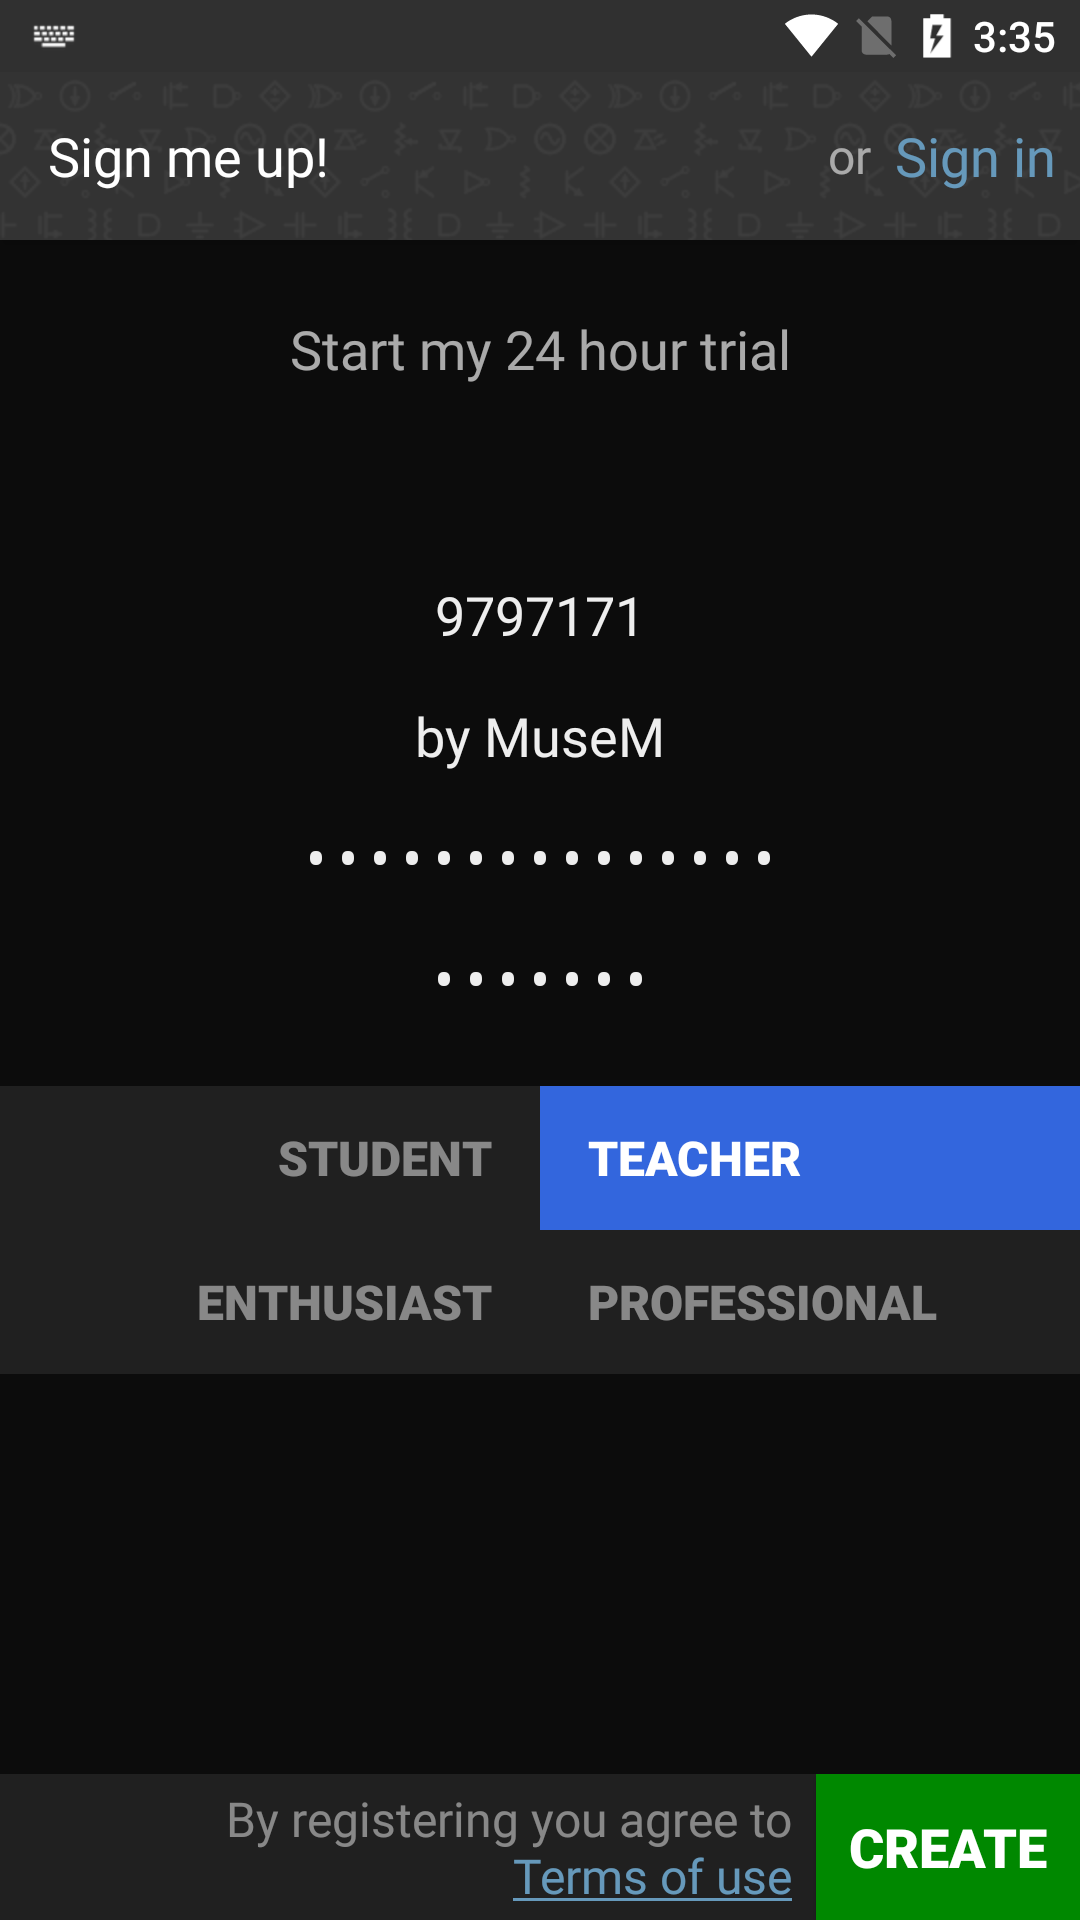 3:35
Sign me up! or Sign in
Start my 24 hour trial
9797171
by MuseM
•••••••••••••••
•••••••
STUDENT TEACHER
ENTHUSIAST PROFESSIONAL
By registering you agree to
Terms of use
CREATE